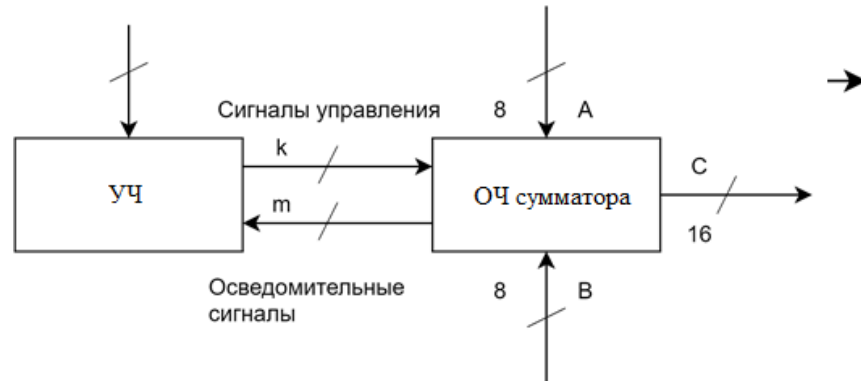 8
A
Сигналы управления
k
УЧ
ОЧ сумматора
C
m
16
Осведомительные
сигналы
8
B